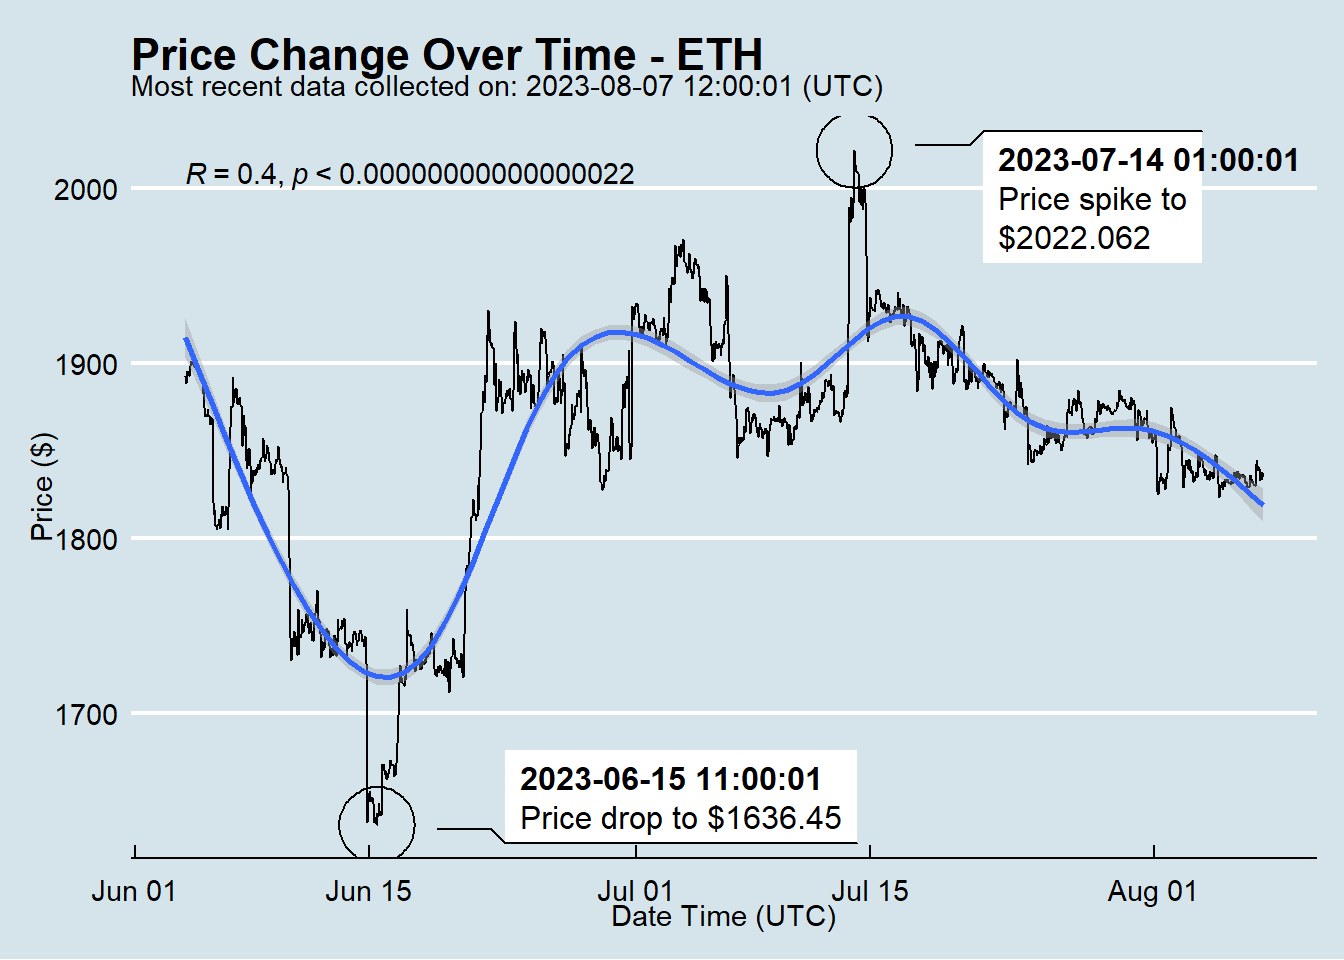 Price Change Over Time - ETH
Most recent data collected on: 2023-08-07 12:00:01 (UTC)
R = 0.4, p < 0.00000000000000022
2023-07-14 01:00:01
Price spike to
$2022.062
2000
1900
1800
1700
Price ($)
2023-06-15 11:00:01
Price drop to $1636.45
Jun 01
Jun 15
Jul 01
Jul 15
Aug 01
Date Time (UTC)